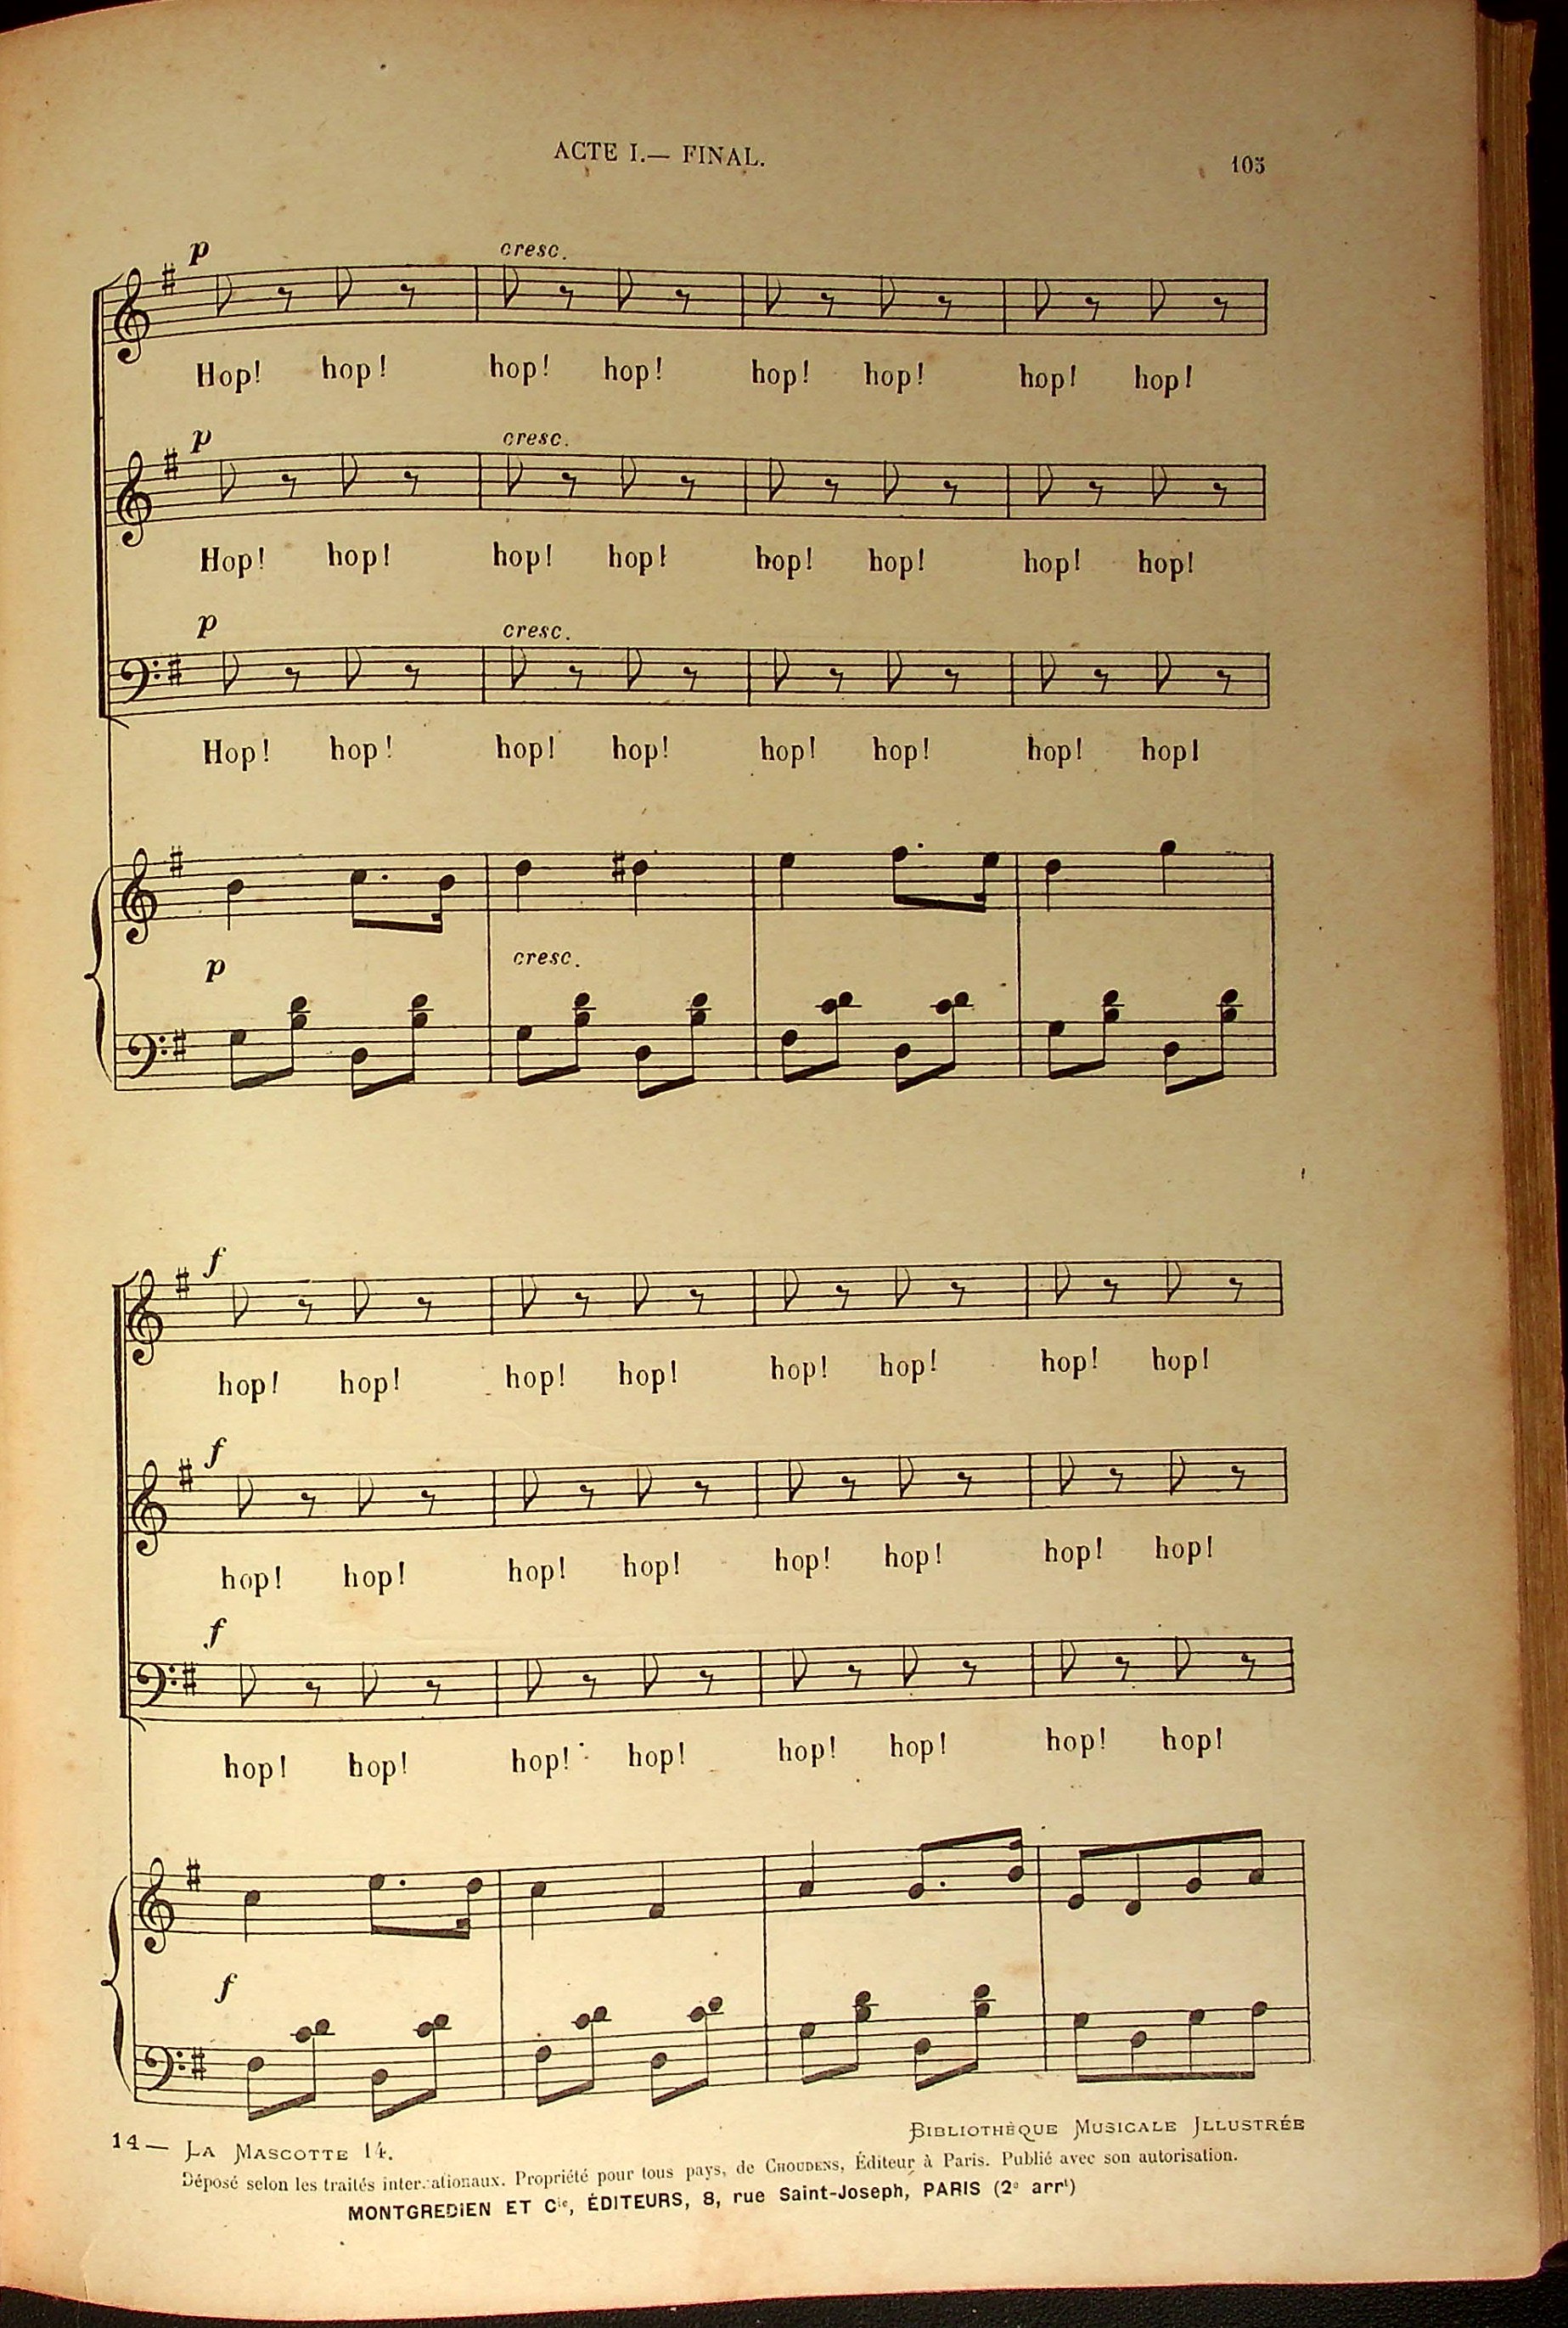 ACTE I.— FINAL.
105
p
cresc.
Hop! hop! hop! hop! hop! hop! hop! hop!
p
cresc.
Hop! hop! hop! hop! hop! hop! hop! hop!
p
cresc.
Hop! hop! hop! hop! hop! hop! hop! hop!
p
cresc.
f
hop! hop! hop! hop! hop! hop! hop! hop!
f
hop! hop! hop! hop! hop! hop! hop! hop!
f
hop! hop! hop! hop! hop! hop! hop! hop!
f
14— LA MASCOTTE 14.
BIBLIOTHÈQUE MUSICALE ILLUSTRÉE
Déposé selon les traités internationaux. Propriété pour tous pays, de CHOUDENS, Éditeur à Paris. Publié avec son autorisation.
MONTGREDIEN ET Cie, ÉDITEURS, 8, rue Saint-Joseph, PARIS (2e arrt)